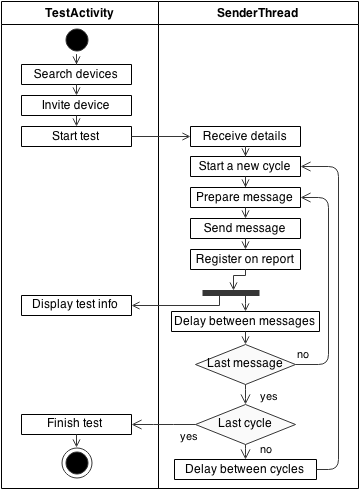 TestActivity
SenderThread
Search devices
Invite device
Start test
Receive details
Start a new cycle
Prepare message
Send message
Register on report
Display test info
Delay between messages
Last message
no
yes
Finish test
Last cycle
yes
no
Delay between cycles